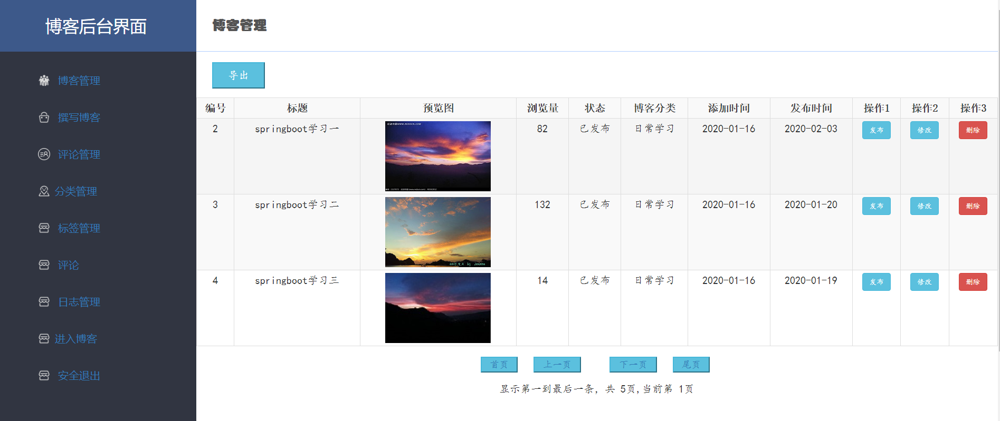 博客后台界面
博客管理
撰写博客
评论管理
分类管理
标签管理
评论
日志管理
进入博客
安全退出
博客管理
导出
编号 标题 预览图 浏览量 状态 博客分类 添加时间 发布时间 操作1 操作2 操作3
2 springboot学习一 82 已发布 日常学习 2020-01-16 2020-02-03 发布 修改 删除
3 springboot学习二 132 已发布 日常学习 2020-01-16 2020-01-20 发布 修改 删除
2015.9.2 by Joanna
4 springboot学习三 14 已发布 日常学习 2020-01-16 2020-01-19 发布 修改 删除
首页 上一页 下一页 尾页
显示第一到最后一条，共 5页,当前第 1页